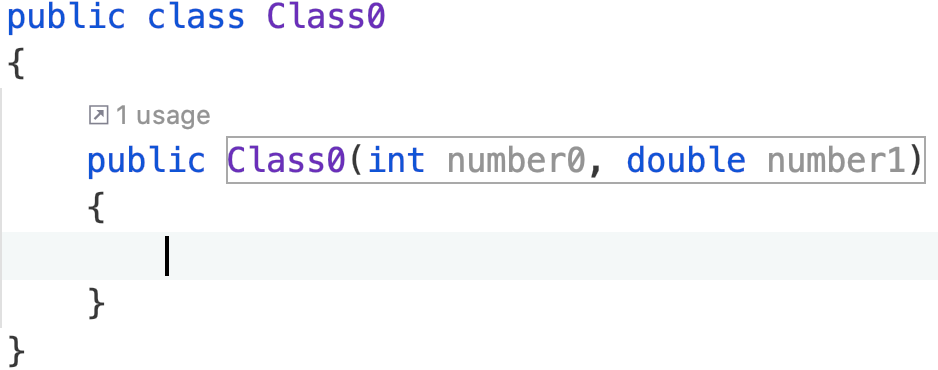 public class Class0
{
1 usage
public Class0(int number0, double number1)
{
}
}